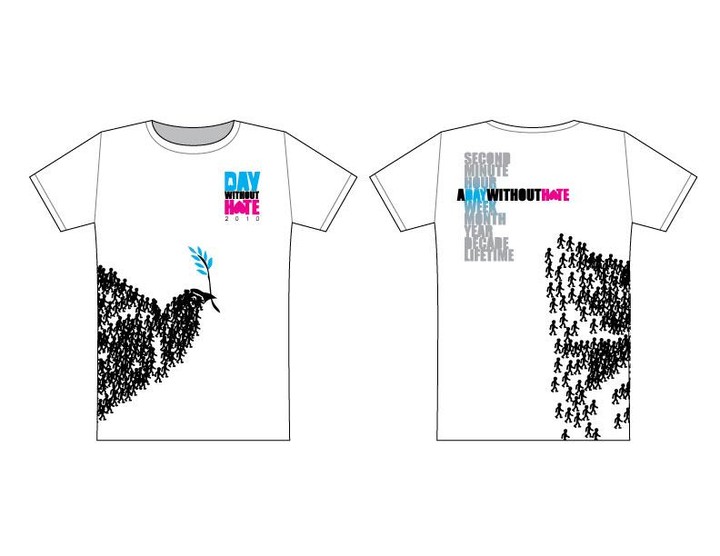 DAY
WITHOUT
HATE
2010
SECOND
MINUTE
HOUR
A DAY WITHOUT HATE
WEEK
MONTH
YEAR
DECADE
LIFETIME